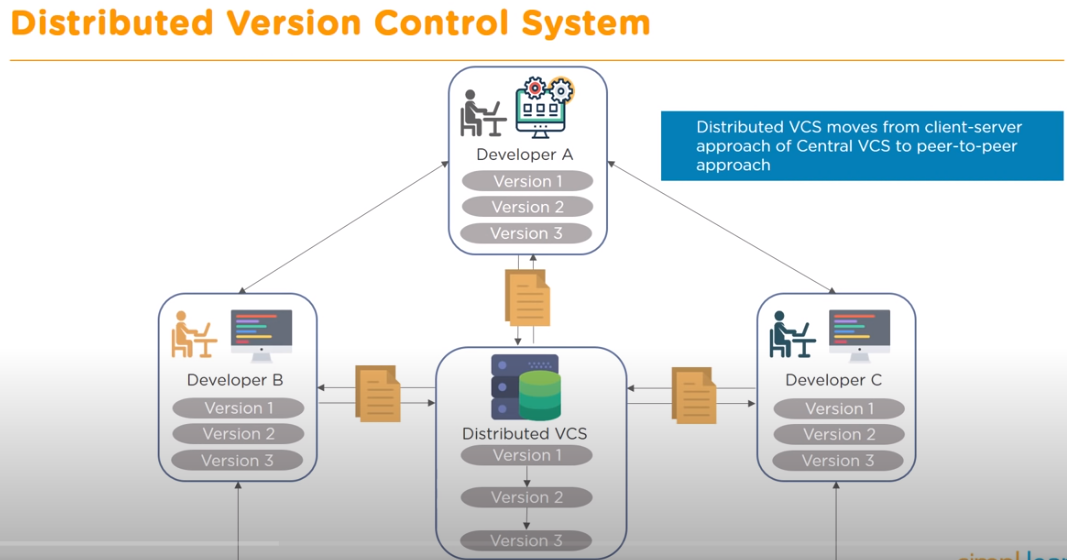 Distributed Version Control System
Developer A
Version 1
Version 2
Version 3
Distributed VCS moves from client-server
approach of Central VCS to peer-to-peer
approach
Developer B
Version 1
Version 2
Version 3
Distributed VCS
Version 1
Version 2
Version 3
Developer C
Version 1
Version 2
Version 3